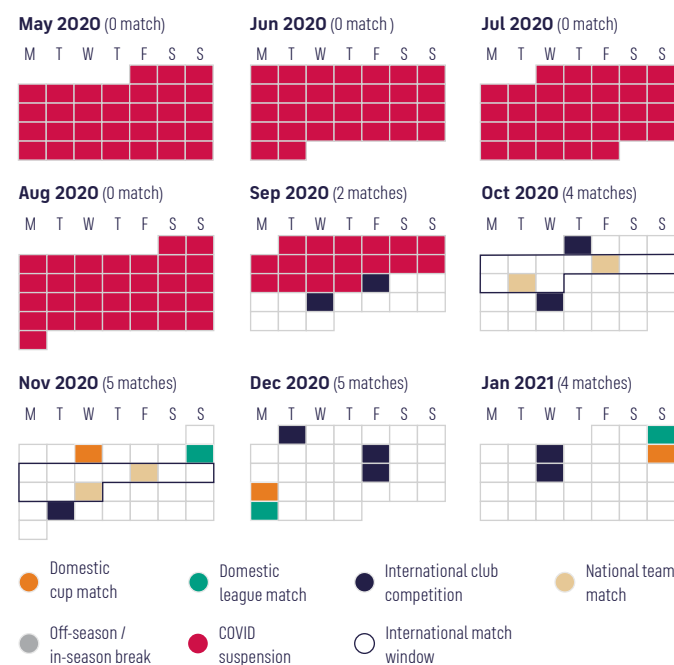 May 2020 (0 match)
Jun 2020 (0 match )
Jul 2020 (0 match)
M T W T F S S
M T W T F S S
M T W T F S S
Aug 2020 (0 match)
Sep 2020 (2 matches)
Oct 2020 (4 matches)
M T W T F S S
M T W T F S S
M T W T F S S
Nov 2020 (5 matches)
Dec 2020 (5 matches)
Jan 2021 (4 matches)
M T W T F S S
M T W T F S S
M T W T F S S
Domestic
cup match
Domestic
league match
International club
competition
National team
match
Off-season /
in-season break
COVID
suspension
International match
window